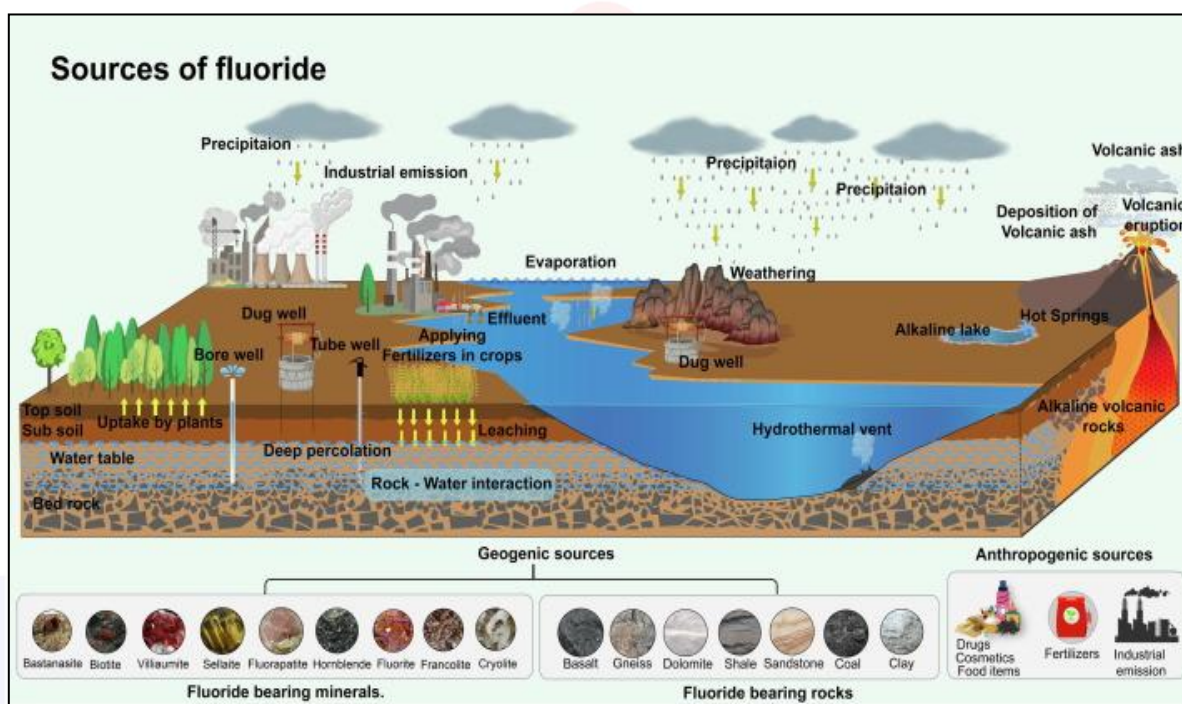 Sources of fluoride
Precipitaion
Industrial emission
Precipitaion
Precipitaion
Volcanic ash
Deposition of
Volcanic ash
Volcanic
eruption
Evaporation
Weathering
Dug well
Effluent
Alkaline lake
Hot Springs
Bore well
Tube well
Applying
Fertilizers in crops
Dug well
Top soil
Sub soil
Uptake by plants
Leaching
Alkaline volcanic
rocks
Water table
Deep percolation
Hydrothermal vent
Rock - Water interaction
Bed rock
Geogenic sources
Anthropogenic sources
Bastanasite
Biotite
Villiaumite
Sellaite
Fluorapatite
Hornblende
Fluorite
Francolite
Cryolite
Basalt
Gneiss
Dolomite
Shale
Sandstone
Coal
Clay
Drugs
Cosmetics
Food items
Fertilizers
Industrial
emission
Fluoride bearing minerals.
Fluoride bearing rocks